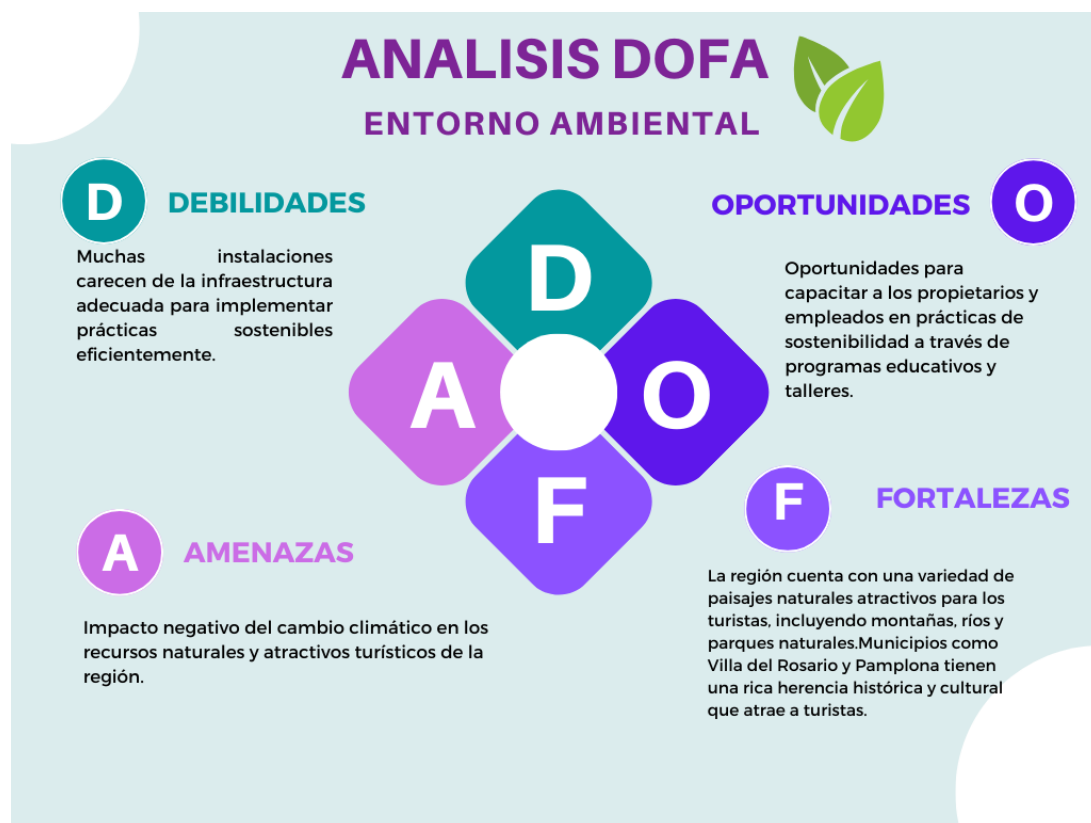 ANALISIS DOFA
ENTORNO AMBIENTAL
D
DEBILIDADES
Muchas instalaciones
carecen de la infraestructura
adecuada para implementar
prácticas sostenibles
eficientemente.
OPORTUNIDADES
O
Oportunidades para
capacitar a los propietarios y
empleados en prácticas de
sostenibilidad a través de
programas educativos y
talleres.
D
A
O
F
A
AMENAZAS
Impacto negativo del cambio climático en los
recursos naturales y atractivos turísticos de la
región.
F
FORTALEZAS
La región cuenta con una variedad de
paisajes naturales atractivos para los
turistas, incluyendo montañas, ríos y
parques naturales.Municipios como
Villa del Rosario y Pamplona tienen
una rica herencia histórica y cultural
que atrae a turistas.